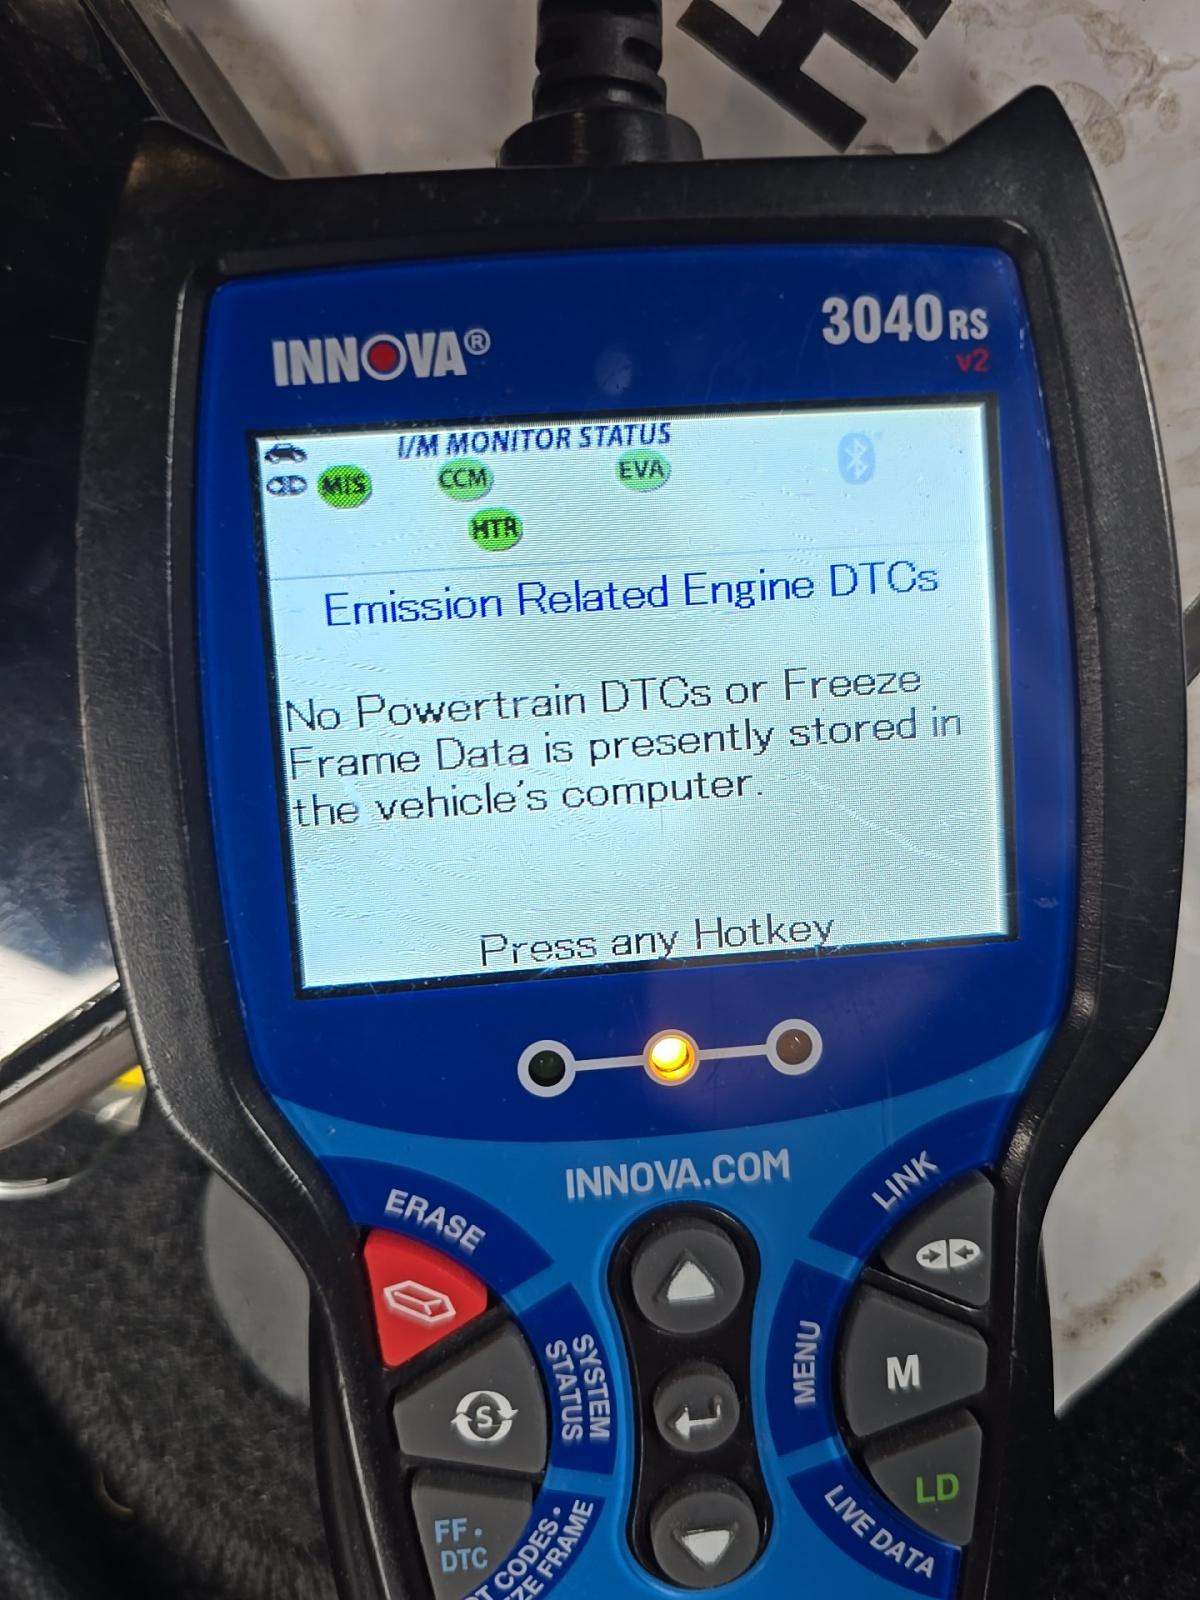 INNOVA®
3040RS
v2
I/M MONITOR STATUS
MIS CCM EVA
HTR
Emission Related Engine DTCs
No Powertrain DTCs or Freeze
Frame Data is presently stored in
the vehicle's computer.
Press any Hotkey
INNOVA.COM
ERASE
LINK
SYSTEM
STATUS
S
MENU
M
LD
LIVE DATA
FF.
DTC
CODES •
FRAME